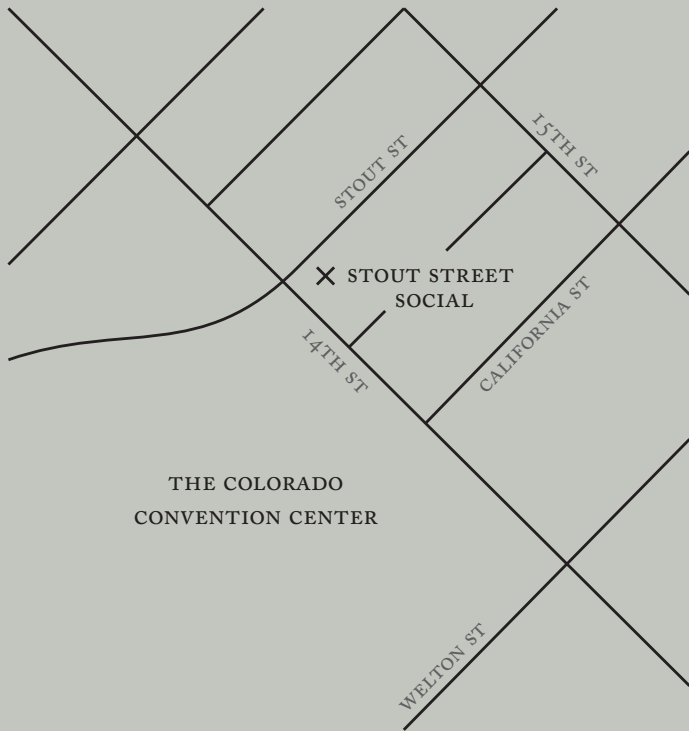 15TH ST
STOUT ST
STOUT STREET
SOCIAL
CALIFORNIA ST
14TH ST
THE COLORADO
CONVENTION CENTER
WELTON ST